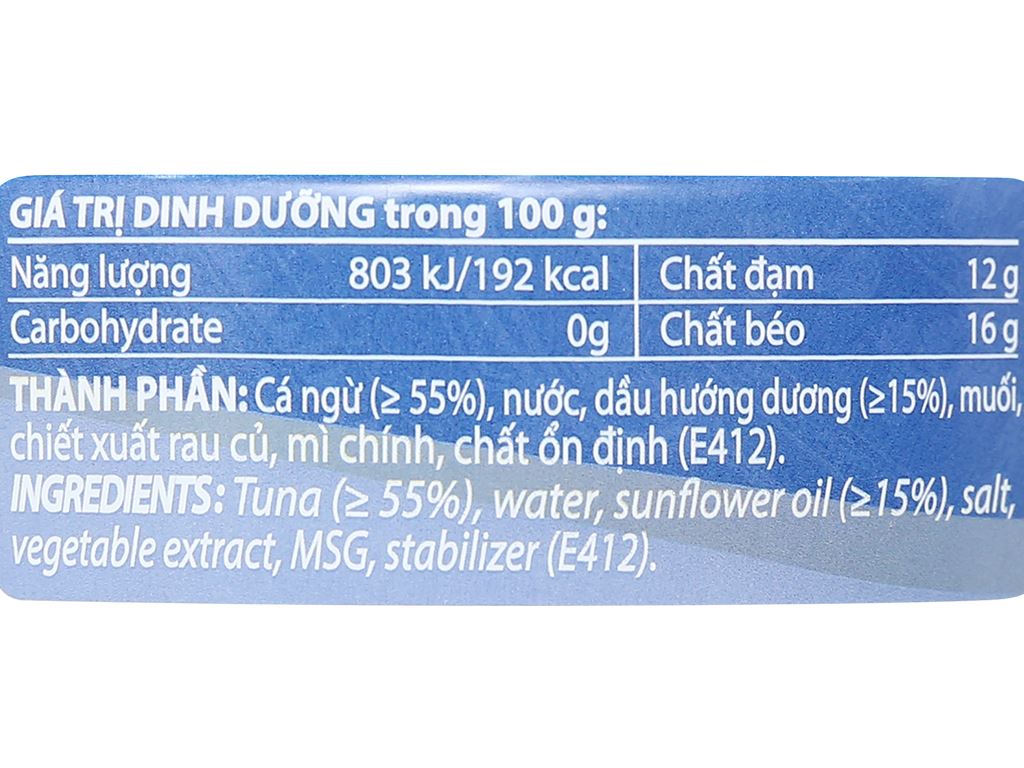 GIÁ TRỊ DINH DƯỠNG trong 100 g:
Năng lượng 803 kJ/192 kcal Chất đạm 12 g
Carbohydrate 0g Chất béo 16 g
THÀNH PHẦN: Cá ngừ (≥ 55%), nước, dầu hướng dương (≥15%), muối,
chiết xuất rau củ, mì chính, chất ổn định (E412).
INGREDIENTS: Tuna (≥ 55%), water, sunflower oil (≥15%), salt,
vegetable extract, MSG, stabilizer (E412).